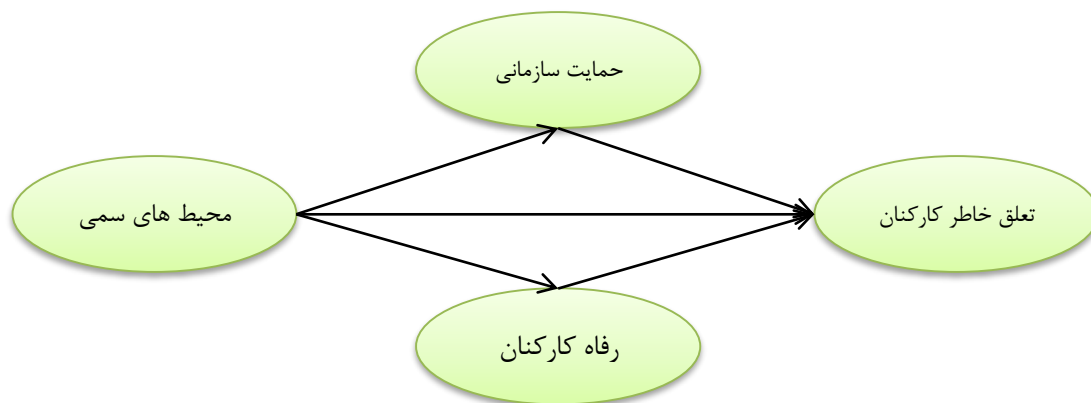 حمایت سازمانی
محیط های سمی
تعلق خاطر کارکنان
رفاه کارکنان